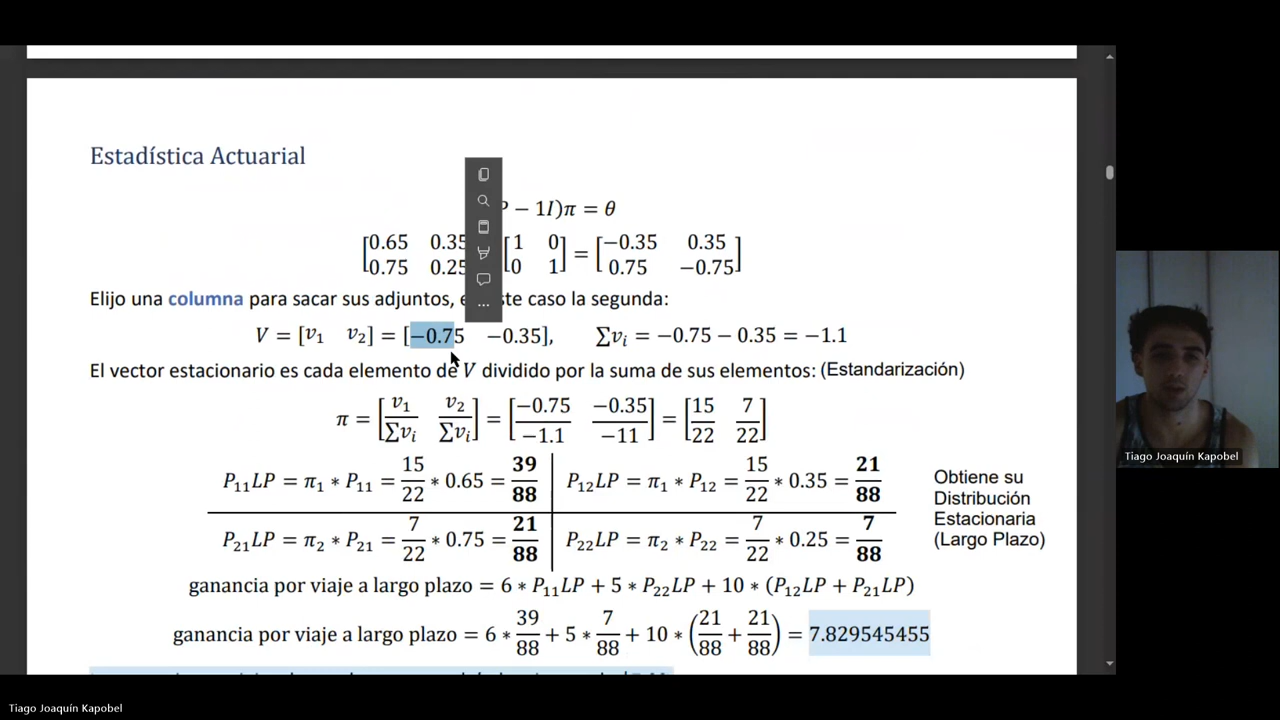 Estadística Actuarial
P − 1I)π = θ
[0.65 0.35 [1 0] = [−0.35 0.35]
[0.75 0.25 [0 1] [0.75 −0.75]
Elijo una columna para sacar sus adjuntos, e ste caso la segunda:
V = [v₁ v₂] = [−0.75 −0.35], ∑vᵢ = −0.75 − 0.35 = −1.1
El vector estacionario es cada elemento de V dividido por la suma de sus elementos: (Estandarización)
π = [v₁/∑vᵢ v₂/∑vᵢ] = [−0.75/−1.1 −0.35/−11] = [15/22 7/22]
P₁₁LP = π₁ * P₁₁ = 15/22 * 0.65 = 39/88
P₁₂LP = π₁ * P₁₂ = 15/22 * 0.35 = 21/88
P₂₁LP = π₂ * P₂₁ = 7/22 * 0.75 = 21/88
P₂₂LP = π₂ * P₂₂ = 7/22 * 0.25 = 7/88
Obtiene su
Distribución
Estacionaria
(Largo Plazo)
ganancia por viaje a largo plazo = 6 * P₁₁LP + 5 * P₂₂LP + 10 * (P₁₂LP + P₂₁LP)
ganancia por viaje a largo plazo = 6 * 39/88 + 5 * 7/88 + 10 * (21/88 + 21/88) = 7.829545455
Tiago Joaquín Kapobel
Tiago Joaquín Kapobel